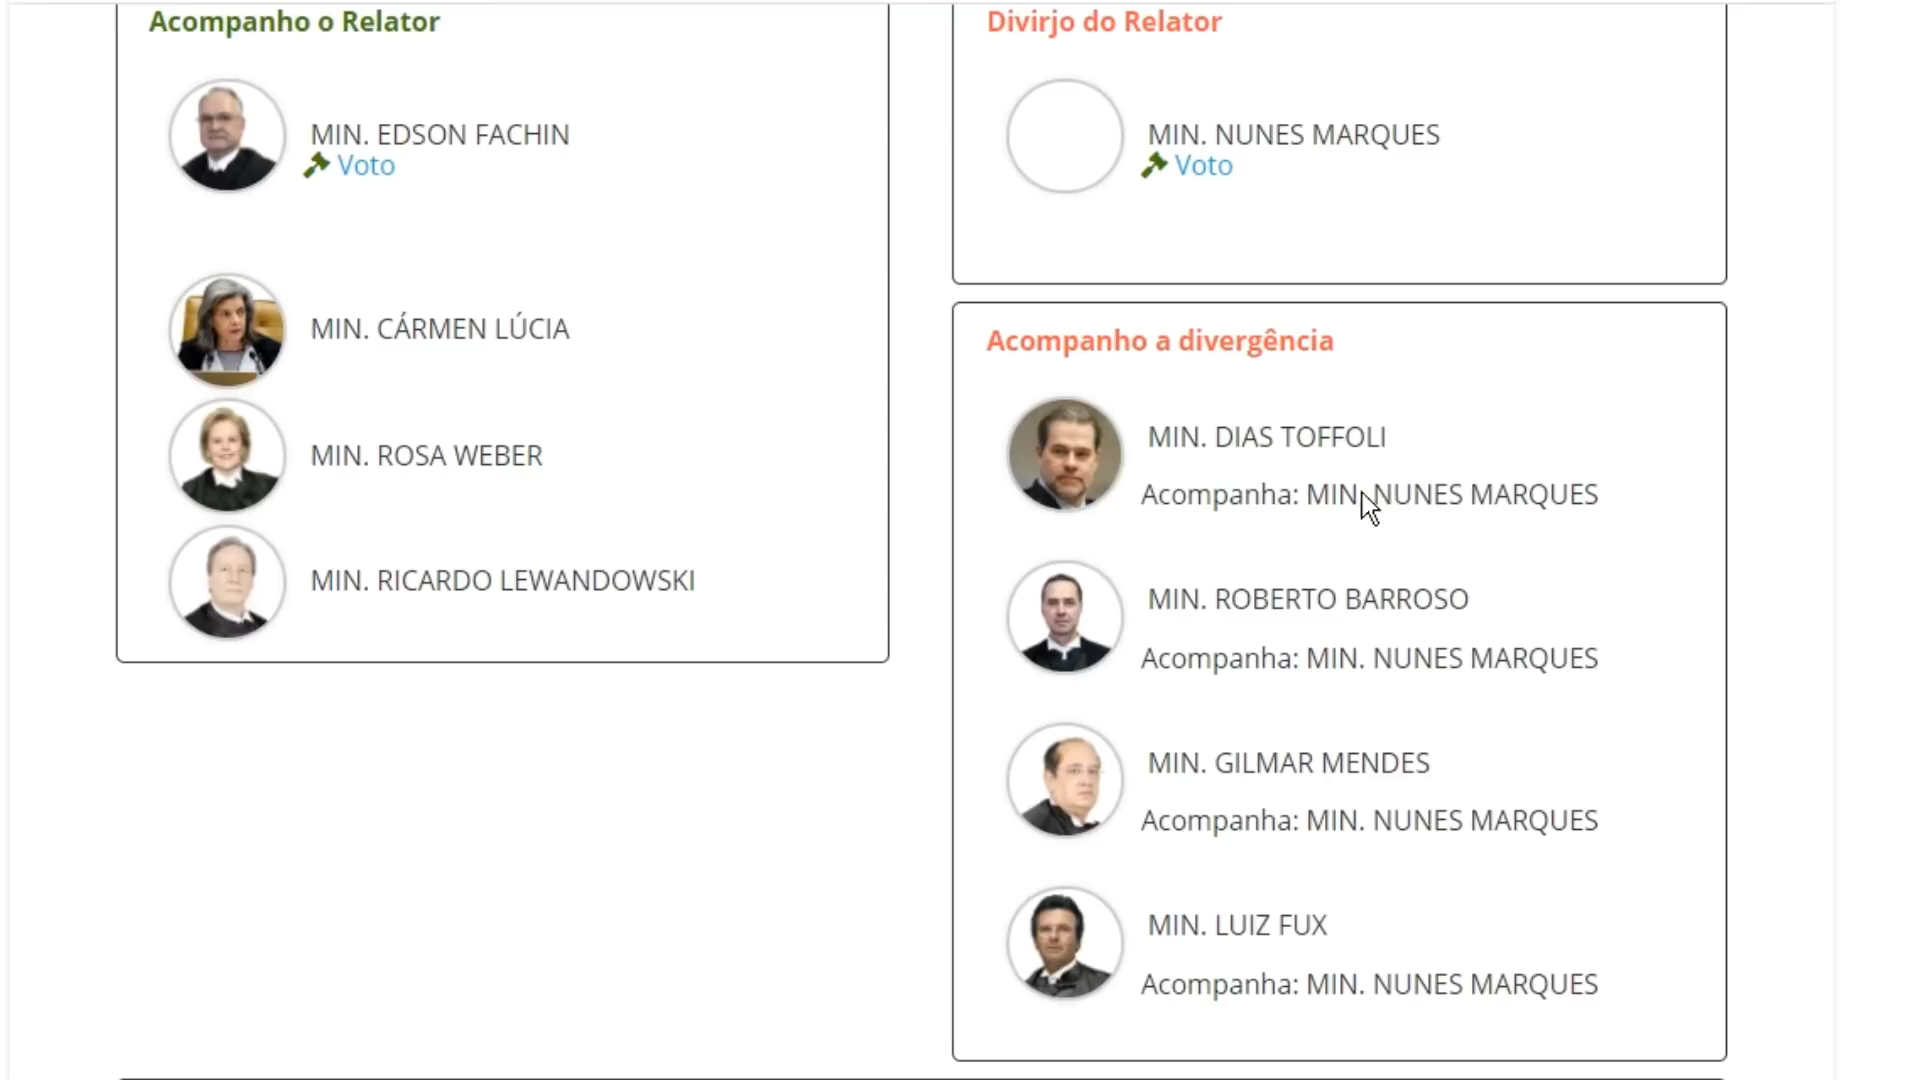 Acompanho o Relator
MIN. EDSON FACHIN
Voto
MIN. CÁRMEN LÚCIA
MIN. ROSA WEBER
MIN. RICARDO LEWANDOWSKI
Divirjo do Relator
MIN. NUNES MARQUES
Voto
Acompanho a divergência
MIN. DIAS TOFFOLI
Acompanha: MIN. NUNES MARQUES
MIN. ROBERTO BARROSO
Acompanha: MIN. NUNES MARQUES
MIN. GILMAR MENDES
Acompanha: MIN. NUNES MARQUES
MIN. LUIZ FUX
Acompanha: MIN. NUNES MARQUES